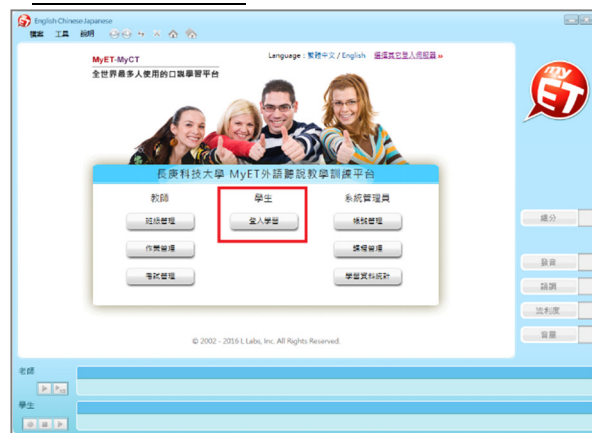 English Chinese Japanese
檔案 工具 說明
MyET-MyCT
Language : 繁體中文 / English 選擇其它登入伺服器 »
全世界最多人使用的口說學習平台
my
ET
長庚科技大學 MyET外語聽說教學訓練平台
教師 學生 系統管理員
班級管理 登入學習 帳號管理
作業管理 課程管理
考試管理 學習資料統計
總分
發音
語調
流利度
音量
© 2002 - 2016 L Labs, Inc. All Rights Reserved.
老師
學生